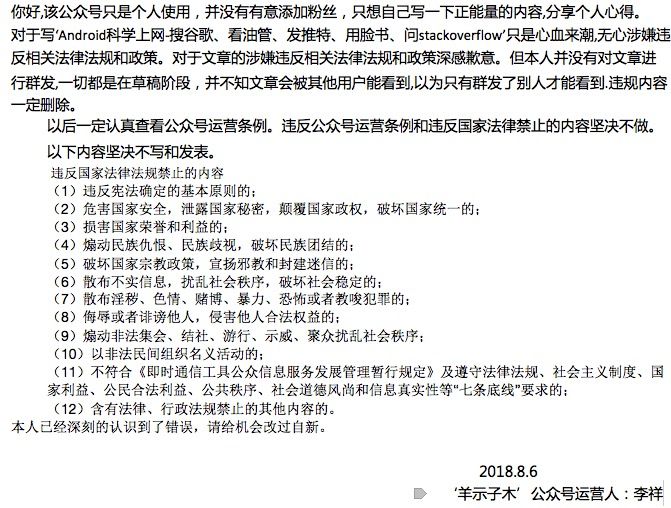 你好,该公众号只是个人使用，并没有有意添加粉丝，只想自己写一下正能量的内容,分享个人心得。
对于写‘Android科学上网-搜谷歌、看油管、发推特、用脸书、问stackoverflow’只是心血来潮,无心涉嫌违
反相关法律法规和政策。对于文章的涉嫌违反相关法律法规和政策深感歉意。但本人并没有对文章进
行群发,一切都是在草稿阶段，并不知文章会被其他用户能看到,以为只有群发了别人才能看到.违规内容
一定删除。
以后一定认真查看公众号运营条例。违反公众号运营条例和违反国家法律禁止的内容坚决不做。
以下内容坚决不写和发表。
违反国家法律法规禁止的内容
（1）违反宪法确定的基本原则的;
（2）危害国家安全，泄露国家秘密，颠覆国家政权，破坏国家统一的;
（3）损害国家荣誉和利益的;
（4）煽动民族仇恨、民族歧视，破坏民族团结的;
（5）破坏国家宗教政策，宣扬邪教和封建迷信的;
（6）散布不实信息，扰乱社会秩序，破坏社会稳定的;
（7）散布淫秽、色情、赌博、暴力、恐怖或者教唆犯罪的;
（8）侮辱或者诽谤他人，侵害他人合法权益的;
（9）煽动非法集会、结社、游行、示威、聚众扰乱社会秩序;
（10）以非法民间组织名义活动的;
（11）不符合《即时通信工具公众信息服务发展管理暂行规定》及遵守法律法规、社会主义制度、国
家利益、公民合法利益、公共秩序、社会道德风尚和信息真实性等“七条底线”要求的;
（12）含有法律、行政法规禁止的其他内容的。
本人已经深刻的认识到了错误，请给机会改过自新。
2018.8.6
‘羊示子木’公众号运营人：李祥